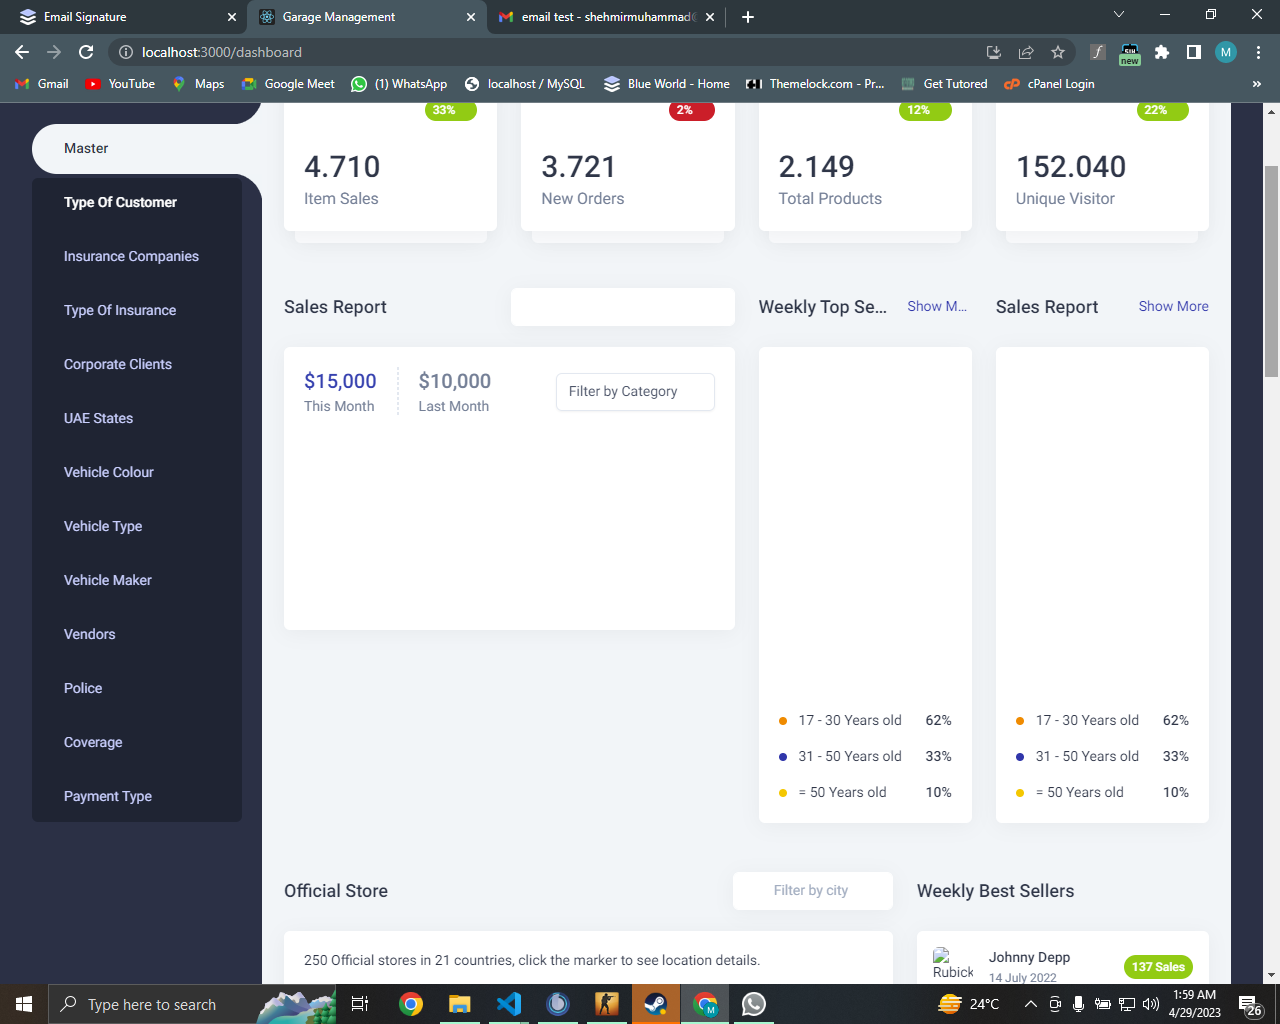 Email Signature
Garage Management
email test - shehmirmuhammad@
localhost:3000/dashboard
new
M
Gmail
YouTube
Maps
Google Meet
(1) WhatsApp
localhost / MySQL
Blue World - Home
Themelock.com - Pr...
Get Tutored
cPanel Login
»
33%
2%
12%
22%
Master
4.710
3.721
2.149
152.040
Item Sales
New Orders
Total Products
Unique Visitor
Type Of Customer
Insurance Companies
Type Of Insurance
Corporate Clients
UAE States
Vehicle Colour
Vehicle Type
Vehicle Maker
Vendors
Police
Coverage
Payment Type
Sales Report
$15,000
This Month
$10,000
Last Month
Filter by Category
Weekly Top Se...
Show M...
17 - 30 Years old 62%
31 - 50 Years old 33%
= 50 Years old 10%
Sales Report
Show More
17 - 30 Years old 62%
31 - 50 Years old 33%
= 50 Years old 10%
Official Store
Filter by city
250 Official stores in 21 countries, click the marker to see location details.
Weekly Best Sellers
Rubick
Johnny Depp
14 July 2022
137 Sales
Type here to search
M
24°C
1:59 AM
4/29/2023
26